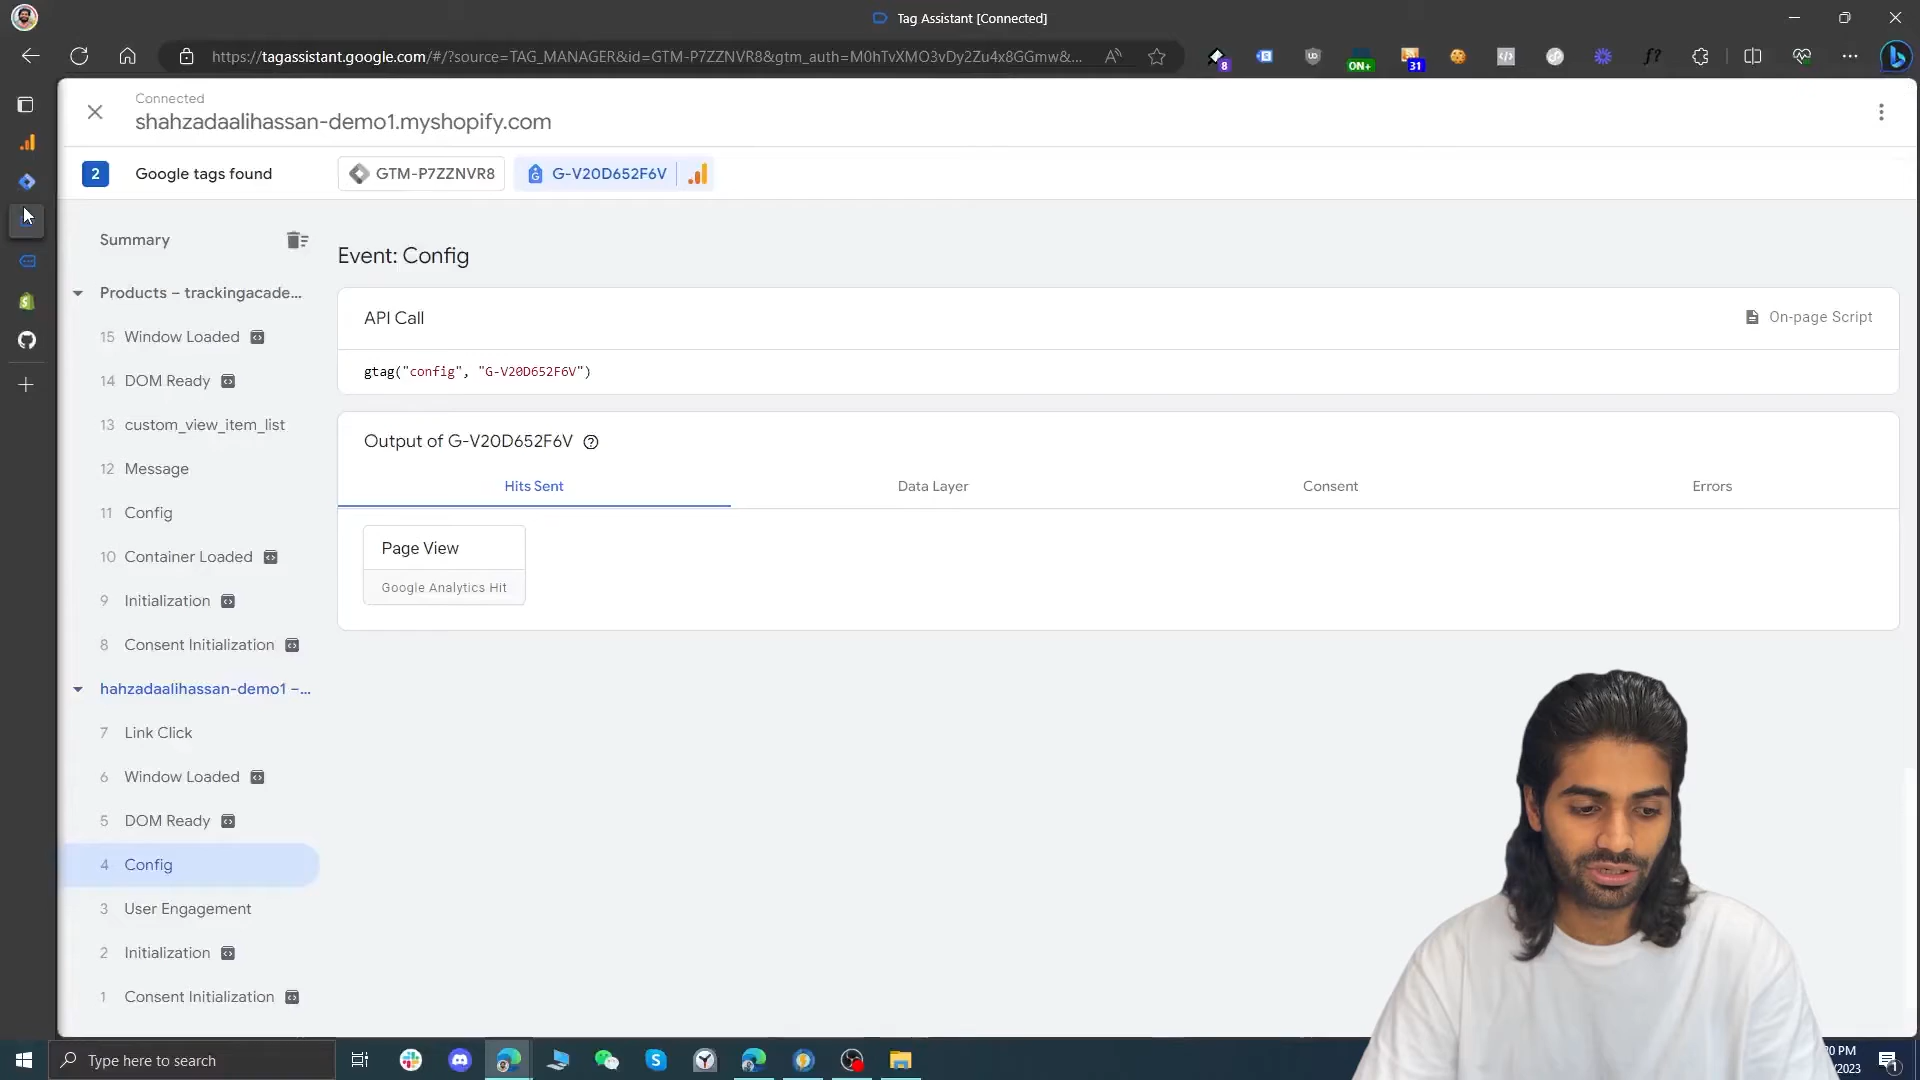 Tag Assistant [Connected]
https://tagassistant.google.com/#/?source=TAG_MANAGER&id=GTM-P7ZZNVR8&gtm_auth=M0hTvXMO3vDy2Zu4x8GGmw&...
8
ON+
31
Connected
shahzadaalihassan-demo1.myshopify.com
2 Google tags found
GTM-P7ZZNVR8
G-V20D652F6V
Summary
Products – trackingacade...
15 Window Loaded
14 DOM Ready
13 custom_view_item_list
12 Message
11 Config
10 Container Loaded
9 Initialization
8 Consent Initialization
hahzadaalihassan-demo1 –...
7 Link Click
6 Window Loaded
5 DOM Ready
4 Config
3 User Engagement
2 Initialization
1 Consent Initialization
Event: Config
API Call
On-page Script
gtag("config", "G-V20D652F6V")
Output of G-V20D652F6V
Hits Sent
Data Layer
Consent
Errors
Page View
Google Analytics Hit
Type here to search
0 PM
/2023
1